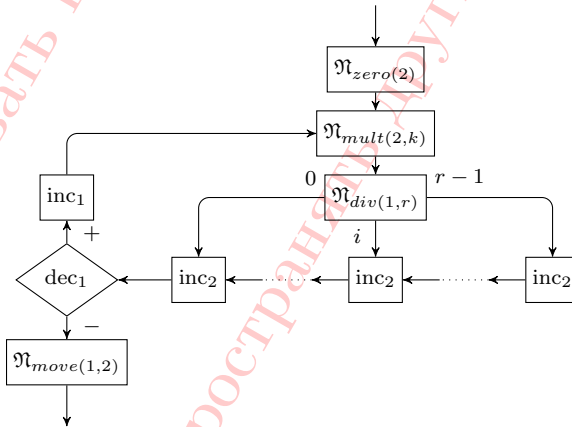 𝔑zero(2)
𝔑mult(2,k)
0 𝔑div(1,r) r − 1
inc1
+ i
dec1 inc2 inc2 inc2
−
𝔑move(1,2)